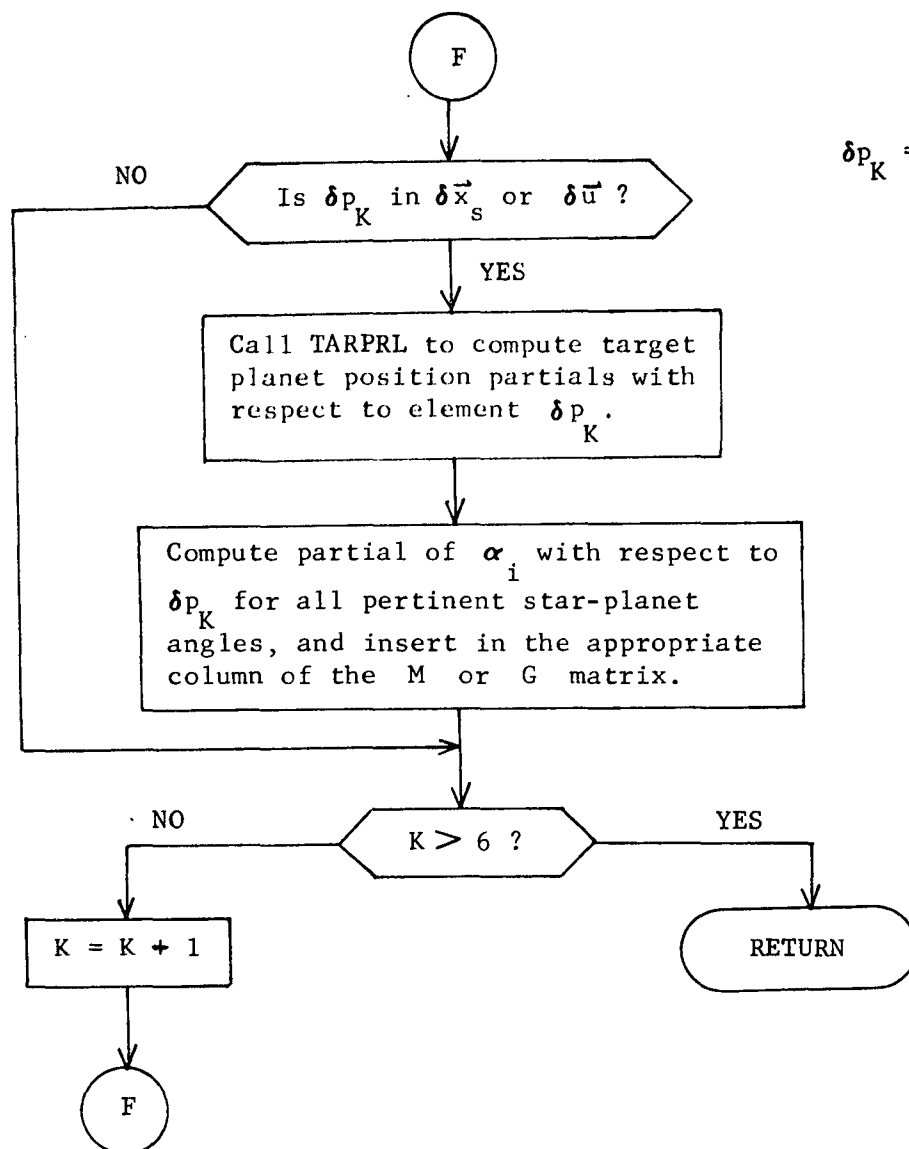 F
δp_K =
NO
Is δp_K in δx⃗_s or δu⃗ ?
YES
Call TARPRL to compute target
planet position partials with
respect to element δp_K.
Compute partial of α_i with respect to
δp_K for all pertinent star-planet
angles, and insert in the appropriate
column of the M or G matrix.
NO
K > 6 ?
YES
K = K + 1
RETURN
F